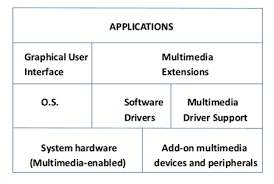 APPLICATIONS
Graphical User
Interface
Multimedia
Extensions
O.S.
Software
Drivers
Multimedia
Driver Support
System hardware
(Multimedia-enabled)
Add-on multimedia
devices and peripherals